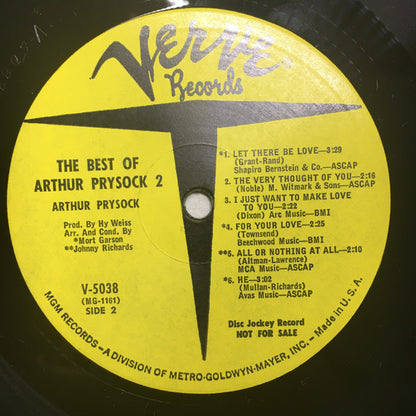 Verve
Records
THE BEST OF
ARTHUR PRYSOCK 2
ARTHUR PRYSOCK
Prod. By Hy Weiss
Arr. And Cond. By
*Mort Garson
**Johnny Richards
V-5038
(MG-1161)
SIDE 2
*1. LET THERE BE LOVE—3:29
(Grant-Rand)
Shapiro Bernstein & Co.—ASCAP
2. THE VERY THOUGHT OF YOU—2:16
(Noble) M. Witmark & Sons—ASCAP
3. I JUST WANT TO MAKE LOVE
TO YOU—2:22
(Dixon) Arc Music—BMI
*4. FOR YOUR LOVE—2:25
(Townsend)
Beechwood Music—BMI
**5. ALL OR NOTHING AT ALL—2:10
(Altman-Lawrence)
MCA Music—ASCAP
*6. HE—3:02
(Mullan-Richards)
Avas Music—ASCAP
Disc Jockey Record
NOT FOR SALE
MGM RECORDS—A DIVISION OF METRO-GOLDWYN-MAYER, INC.—Made in U.S.A.